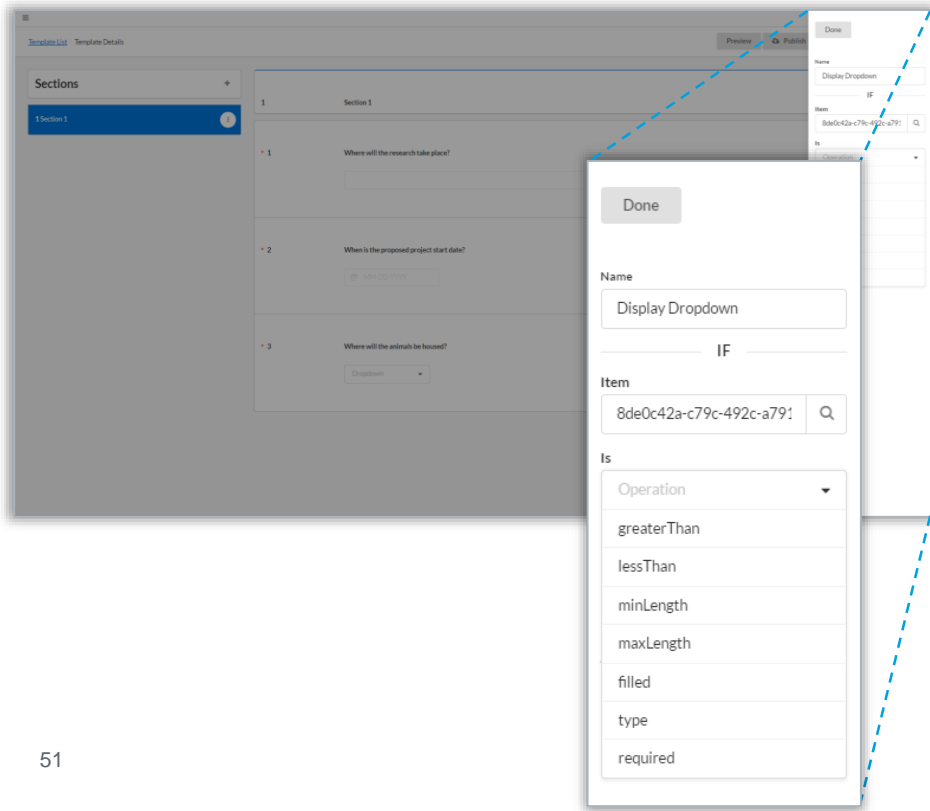 Template List Template Details
Preview
Publish
Sections
+
1 Section 1
1 Section 1
* 1 Where will the research take place?
* 2 When is the proposed project start date?
MM-DD-YYYY
* 3 Where will the animals be housed?
Dropdown
Done
Name
Display Dropdown
IF
Item
8de0c42a-c79c-492c-a791
Is
Operation
Done
Name
Display Dropdown
IF
Item
8de0c42a-c79c-492c-a791
Is
Operation
greaterThan
lessThan
minLength
maxLength
filled
type
required
51